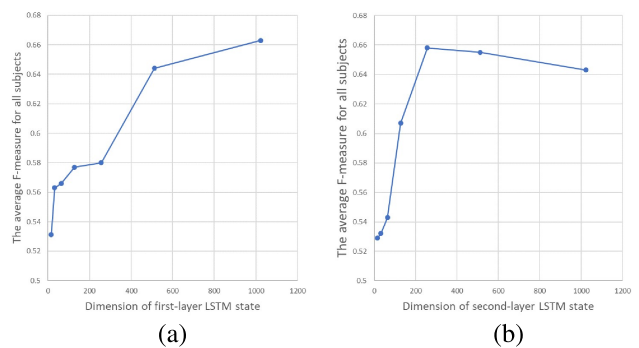 0.68
0.66
0.64
0.62
0.6
0.58
0.56
0.54
0.52
0.5
The average F-measure for all subjects
0 200 400 600 800 1000 1200
Dimension of first-layer LSTM state
(a)
0.68
0.66
0.64
0.62
0.6
0.58
0.56
0.54
0.52
0.5
The average F-measure for all subjects
0 200 400 600 800 1000 1200
Dimension of second-layer LSTM state
(b)